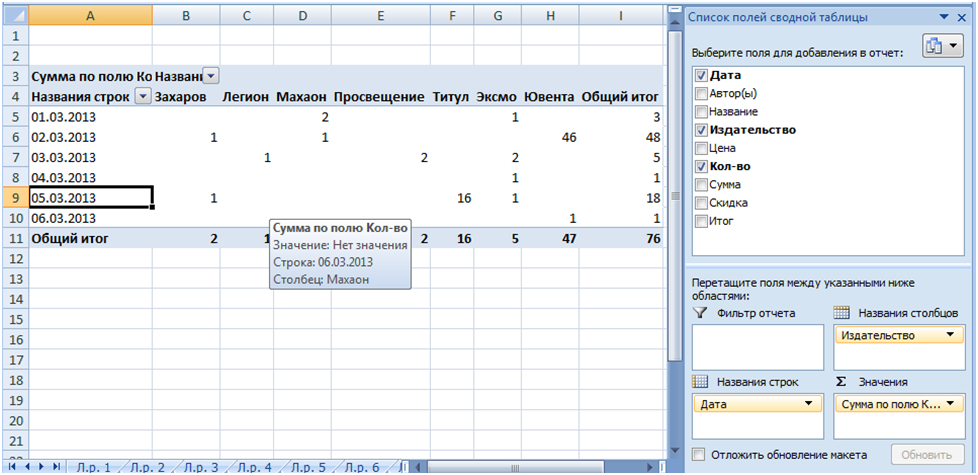 A B C D E F G H I
1
2
3 Сумма по полю Ко Названи
4 Названия строк Захаров Легион Махаон Просвещение Титул Эксмо Ювента Общий итог
5 01.03.2013 2 1 3
6 02.03.2013 1 1 46 48
7 03.03.2013 1 2 2 5
8 04.03.2013 1 1
9 05.03.2013 1 16 1 18
10 06.03.2013 1 1
11 Общий итог 2 1 2 16 5 47 76
12
13
14
15
16
17
18
19
20
21
Сумма по полю Кол-во
Значение: Нет значения
Строка: 06.03.2013
Столбец: Махаон
Л.р. 1 Л.р. 2 Л.р. 3 Л.р. 4 Л.р. 5 Л.р. 6
Список полей сводной таблицы
Выберите поля для добавления в отчет:
Дата
Автор(ы)
Название
Издательство
Цена
Кол-во
Сумма
Скидка
Итог
Перетащите поля между указанными ниже
областями:
Фильтр отчета Названия столбцов
Издательство
Названия строк Σ Значения
Дата Сумма по полю К...
Отложить обновление макета Обновить